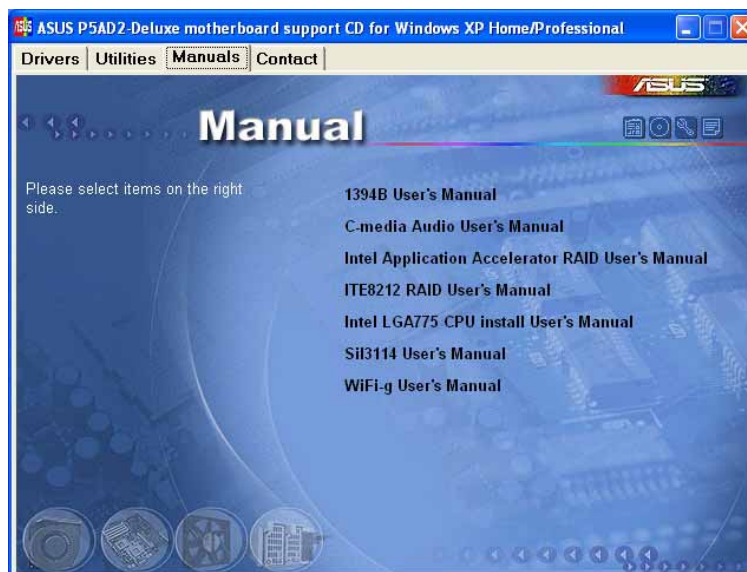 ASUS P5AD2-Deluxe motherboard support CD for Windows XP Home/Professional
Drivers Utilities Manuals Contact
ASUS
Manual
Please select items on the right
side.
1394B User's Manual
C-media Audio User's Manual
Intel Application Accelerator RAID User's Manual
ITE8212 RAID User's Manual
Intel LGA775 CPU install User's Manual
Sil3114 User's Manual
WiFi-g User's Manual